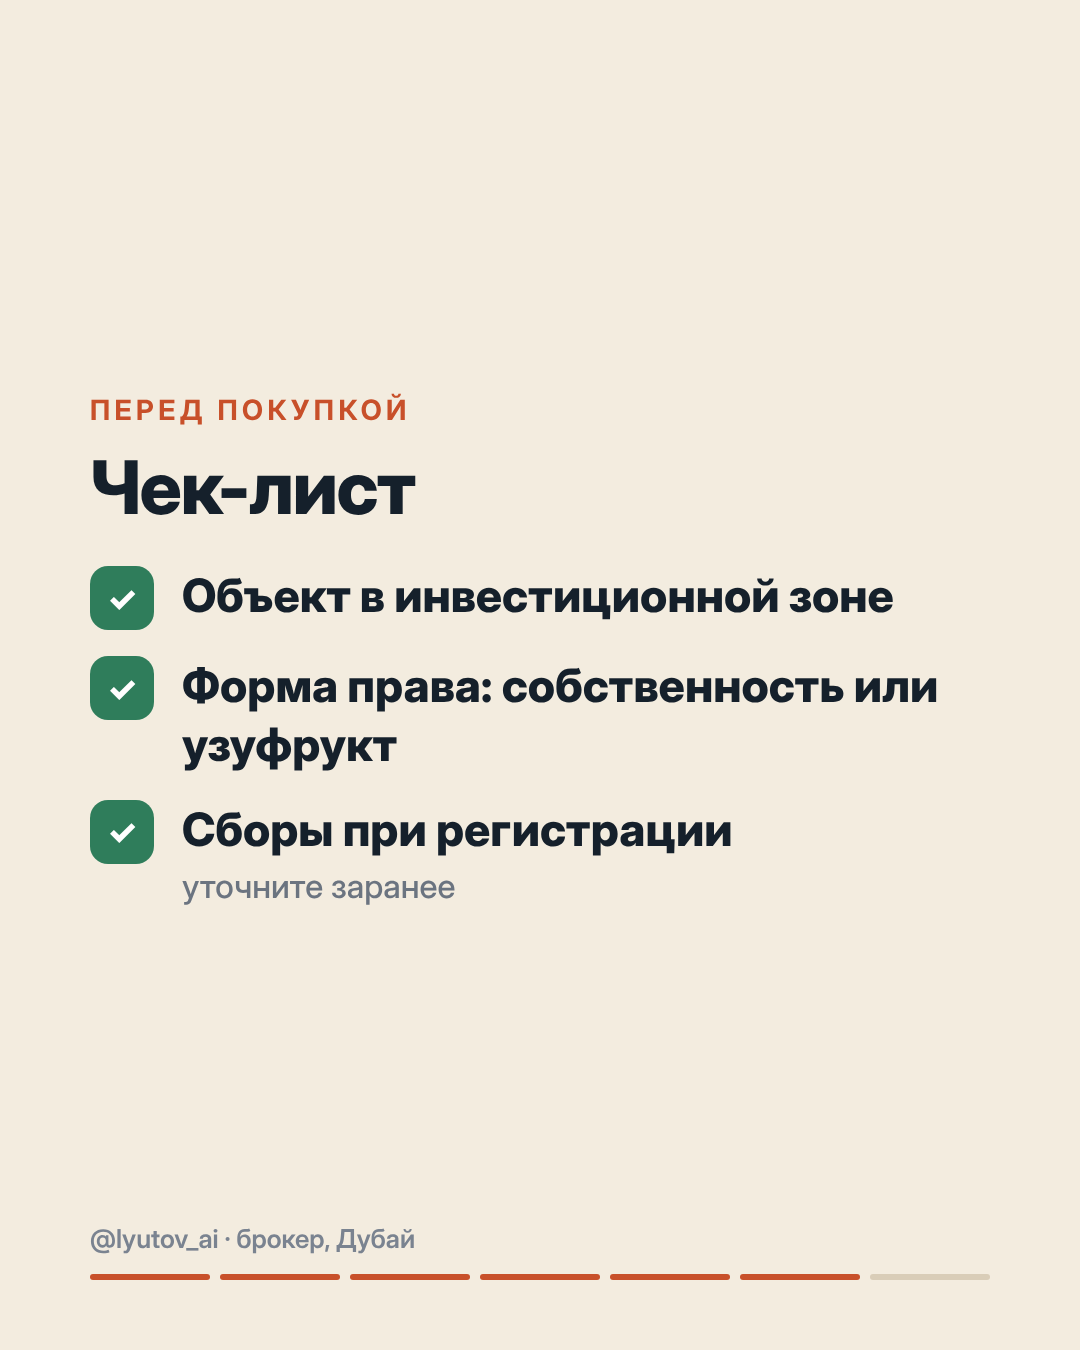 ПЕРЕД ПОКУПКОЙ
Чек-лист
Объект в инвестиционной зоне
Форма права: собственность или
узуфрукт
Сборы при регистрации
уточните заранее
@lyutov_ai · брокер, Дубай